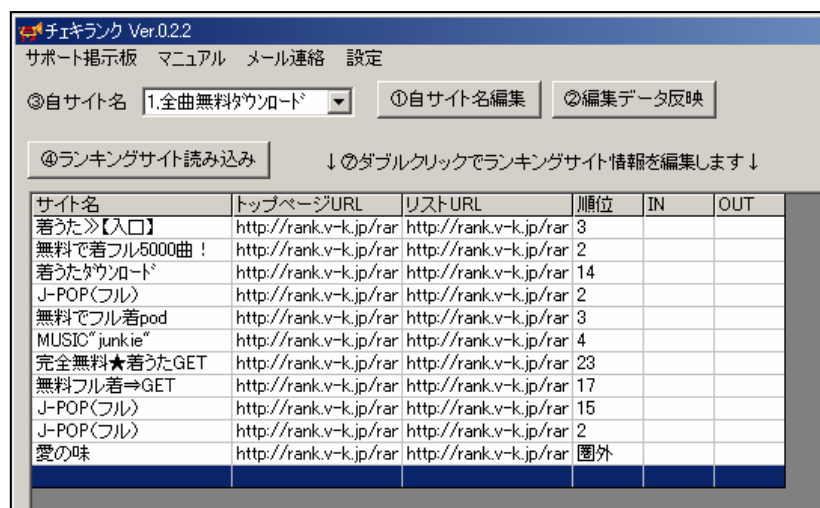 チェキランク Ver.0.2.2
サポート掲示板 マニュアル メール連絡 設定
③自サイト名 1,全曲無料ﾀﾞｳﾝﾛｰﾄﾞ ①自サイト名編集 ②編集データ反映
④ランキングサイト読み込み ↓⑦ダブルクリックでランキングサイト情報を編集します↓
サイト名 トップページURL リストURL 順位 IN OUT
着うた≫【入口】 http://rank.v-k.jp/rar http://rank.v-k.jp/rar 3
無料で着フル5000曲！ http://rank.v-k.jp/rar http://rank.v-k.jp/rar 2
着うたﾀﾞｳﾝﾛｰﾄﾞ http://rank.v-k.jp/rar http://rank.v-k.jp/rar 14
J-POP(フル) http://rank.v-k.jp/rar http://rank.v-k.jp/rar 2
無料でフル着pod http://rank.v-k.jp/rar http://rank.v-k.jp/rar 3
MUSIC“junkie“ http://rank.v-k.jp/rar http://rank.v-k.jp/rar 4
完全無料★着うたGET http://rank.v-k.jp/rar http://rank.v-k.jp/rar 23
無料フル着⇒GET http://rank.v-k.jp/rar http://rank.v-k.jp/rar 17
J-POP(フル) http://rank.v-k.jp/rar http://rank.v-k.jp/rar 15
J-POP(フル) http://rank.v-k.jp/rar http://rank.v-k.jp/rar 2
愛の味 http://rank.v-k.jp/rar http://rank.v-k.jp/rar 圏外